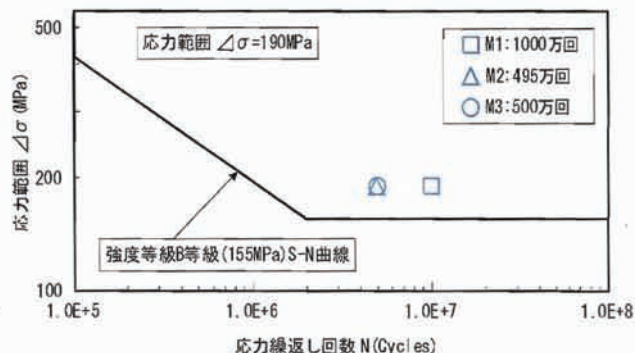 500
応力範囲 ⊿σ=190MPa
□ M1:1000万回
△ M2:495万回
○ M3:500万回
応力範囲 ⊿σ (MPa)
200
強度等級B等級(155MPa)S-N曲線
100
1.0E+5 1.0E+6 1.0E+7 1.0E+8
応力繰返し回数 N(Cycles)